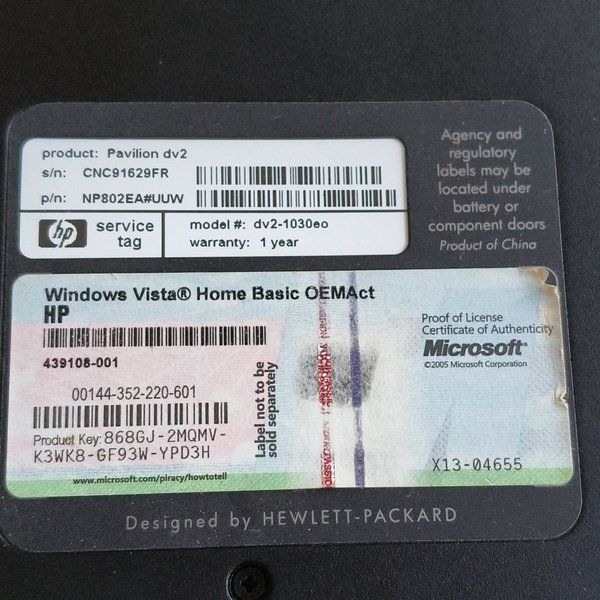 product: Pavilion dv2
s/n: CNC91629FR
p/n: NP802EA#UUW
hp
service
tag
model #: dv2-1030eo
warranty: 1 year
Agency and
regulatory
labels may be
located under
battery or
component doors
Product of China
Windows Vista® Home Basic OEMAct
HP
439108-001
00144-352-220-601
Product Key: 868GJ-2MQMV-
K3WK8-GF93W-YPD3H
www.microsoft.com/piracy/howtotell
Label not to be
sold separately
Proof of License
Certificate of Authenticity
Microsoft®
©2005 Microsoft Corporation
X13-04655
Designed by HEWLETT-PACKARD